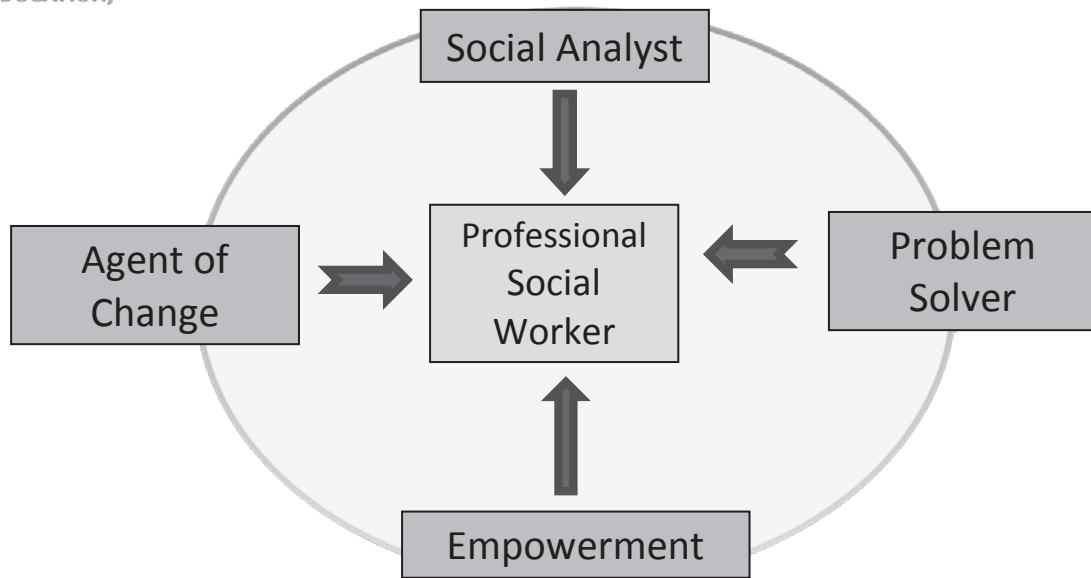 Social Analyst
Agent of
Change
Professional
Social
Worker
Problem
Solver
Empowerment